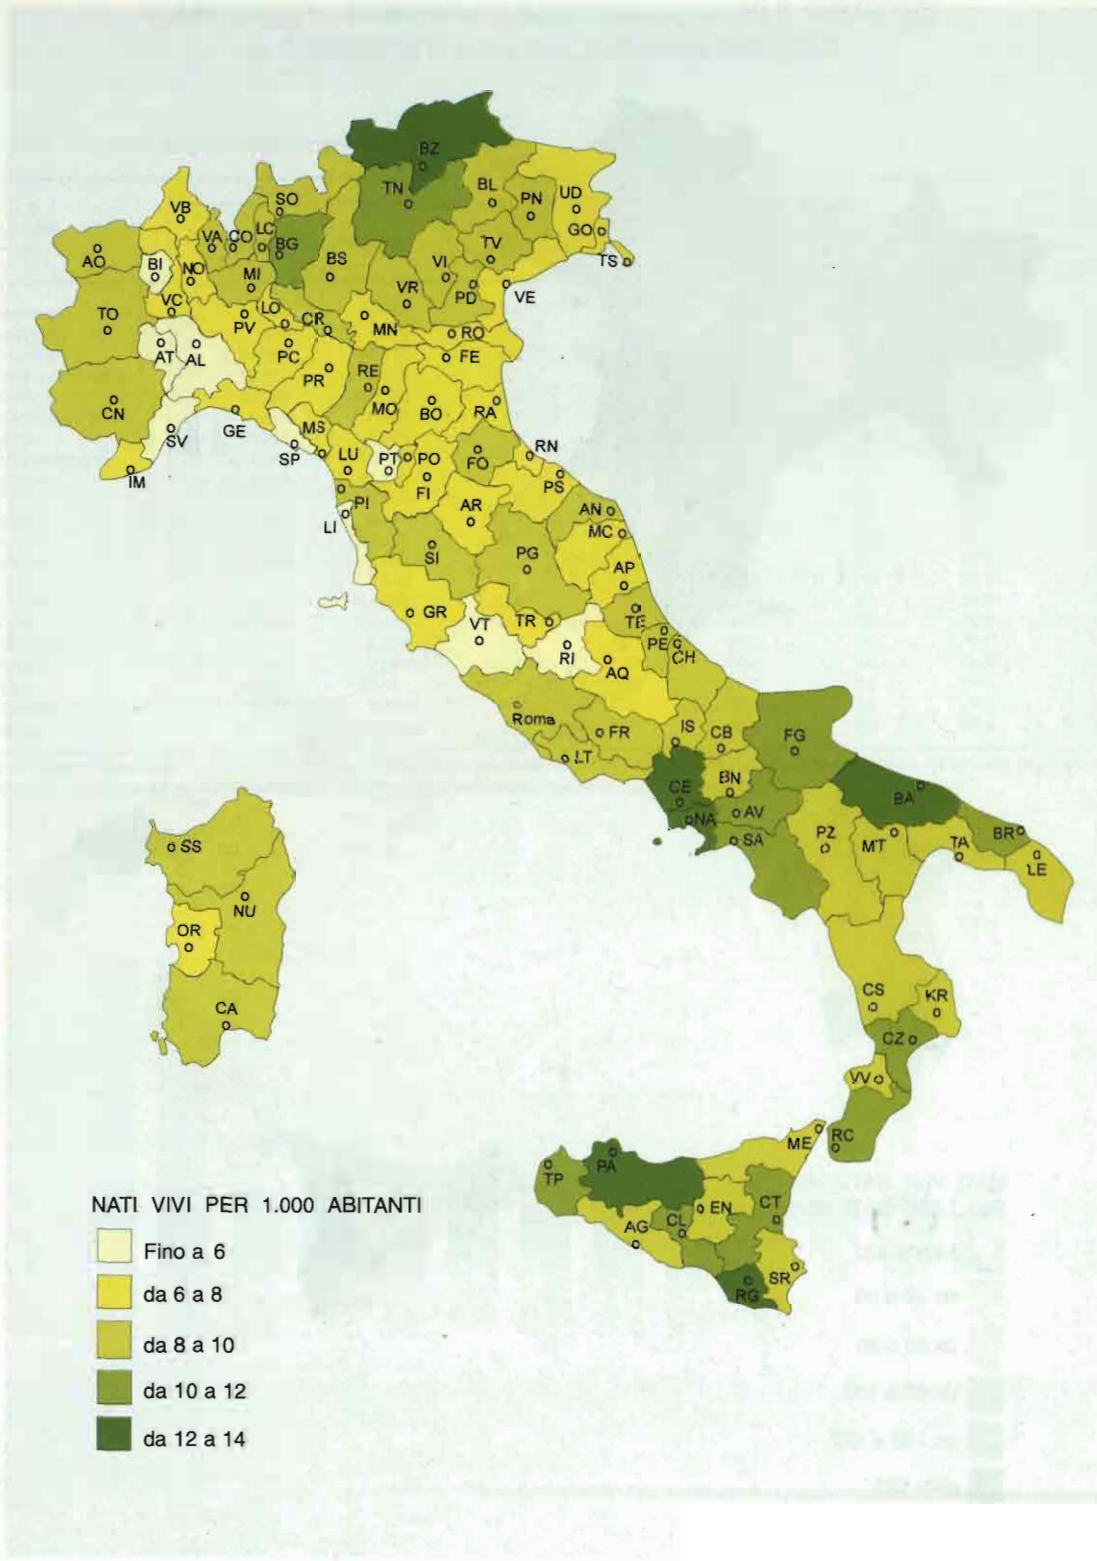 BZ
TN
BL
PN
UD
SO
VB
LC
VA
CO
BG
GO
AO
TV
TS
BI
NO
MI
BS
VI
VR
PD
VE
VC
LO
TO
PV
CR
MN
RO
AT
AL
PC
FE
PR
RE
CN
MO
BO
RA
SV
GE
MS
RN
SP
LU
PT
PO
FO
IM
FI
PS
PI
AR
AN
LI
MC
SI
PG
AP
GR
VT
TR
TE
PE
RI
CH
AQ
Roma
FR
IS
CB
FG
LT
BN
CE
BA
NA
AV
SA
PZ
MT
TA
BR
LE
SS
NU
OR
CA
CS
KR
CZ
VV
ME
RC
PA
TP
CT
EN
CL
AG
SR
RG
NATI VIVI PER 1.000 ABITANTI
Fino a 6
da 6 a 8
da 8 a 10
da 10 a 12
da 12 a 14